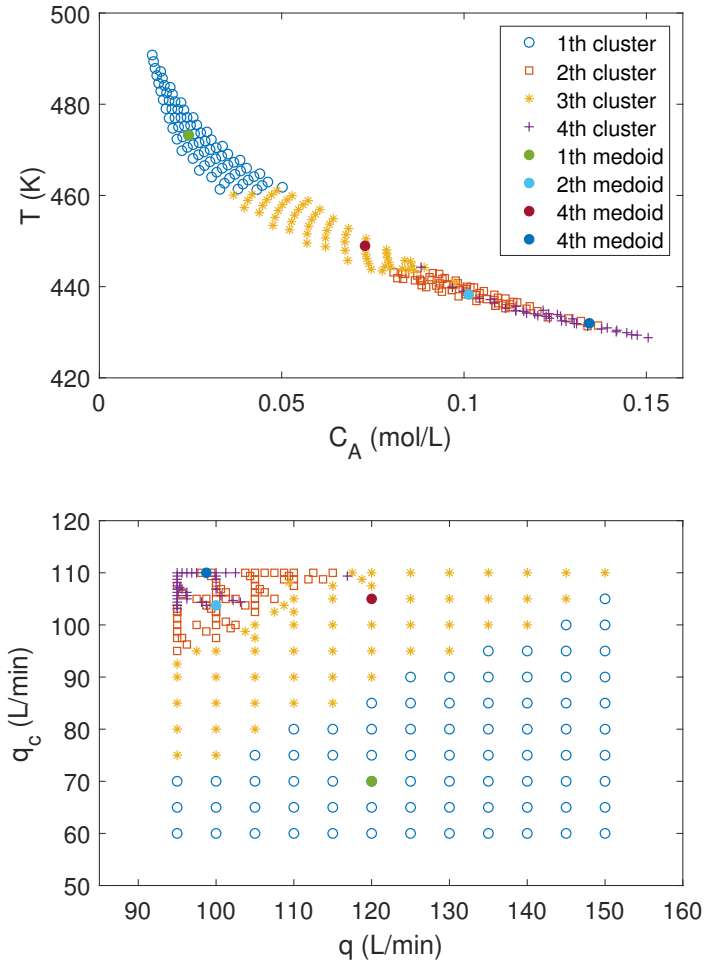 500
480
460
440
420
T (K)
0
0.05
0.1
0.15
C_A (mol/L)
1th cluster
2th cluster
3th cluster
4th cluster
1th medoid
2th medoid
4th medoid
4th medoid
120
110
100
90
80
70
60
50
q_c (L/min)
90
100
110
120
130
140
150
160
q (L/min)